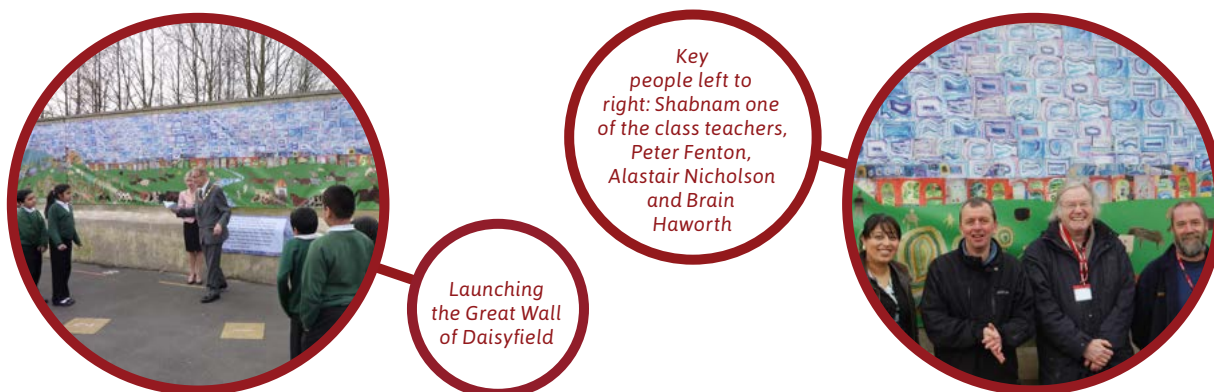 Key
people left to
right: Shabnam one
of the class teachers,
Peter Fenton,
Alastair Nicholson
and Brain
Haworth
Launching
the Great Wall
of Daisyfield